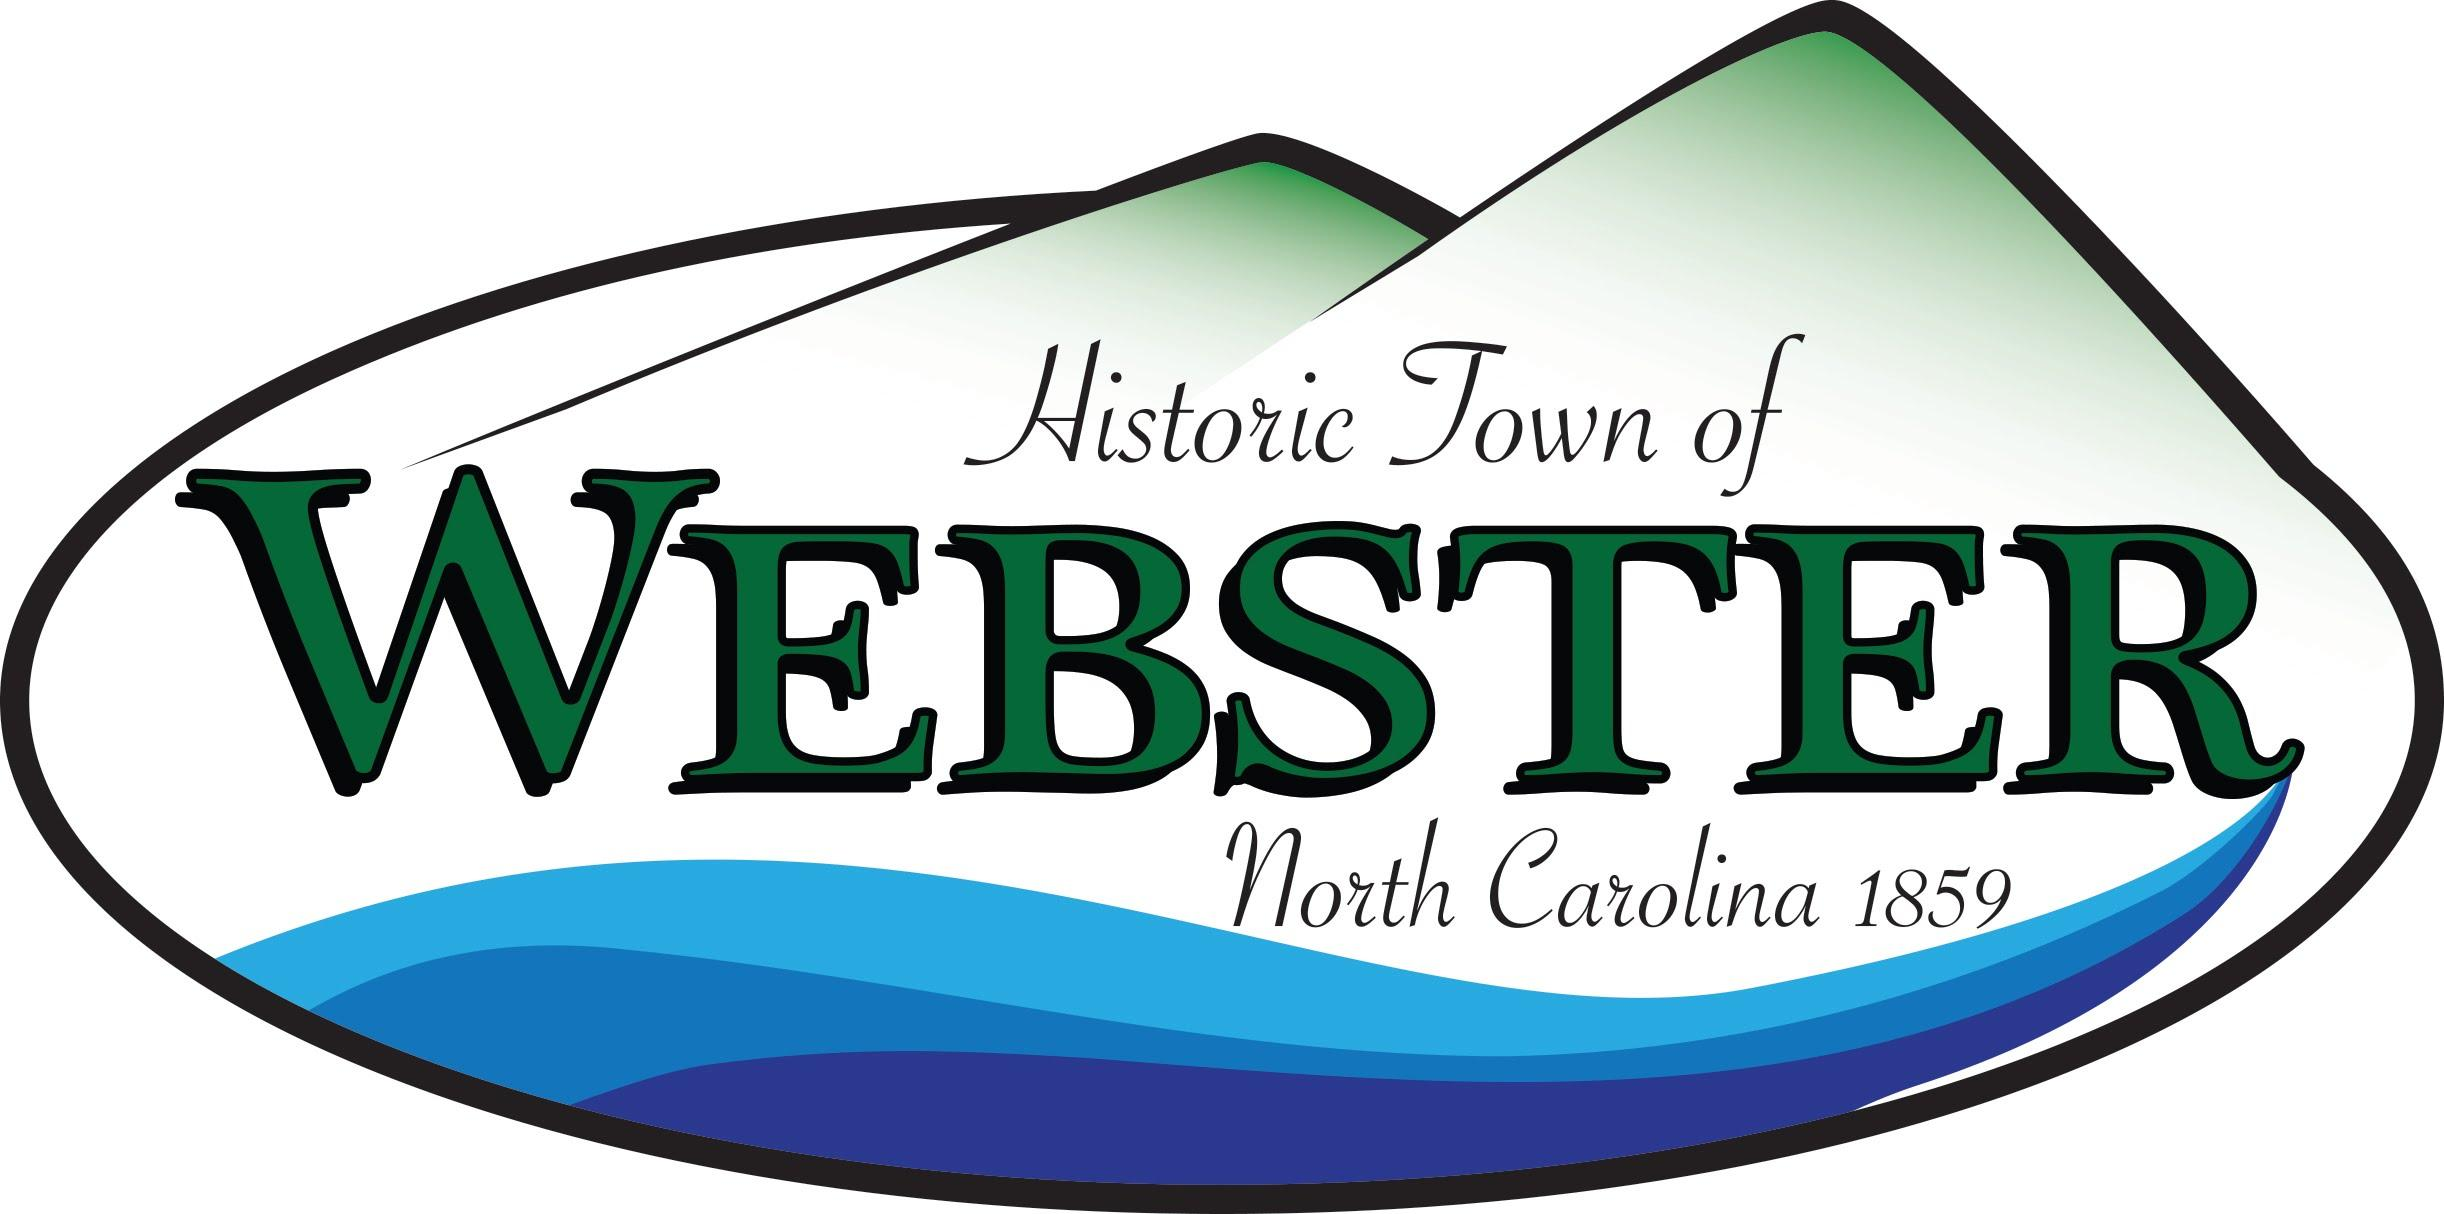 Historic Town of
WEBSTER
North Carolina 1859